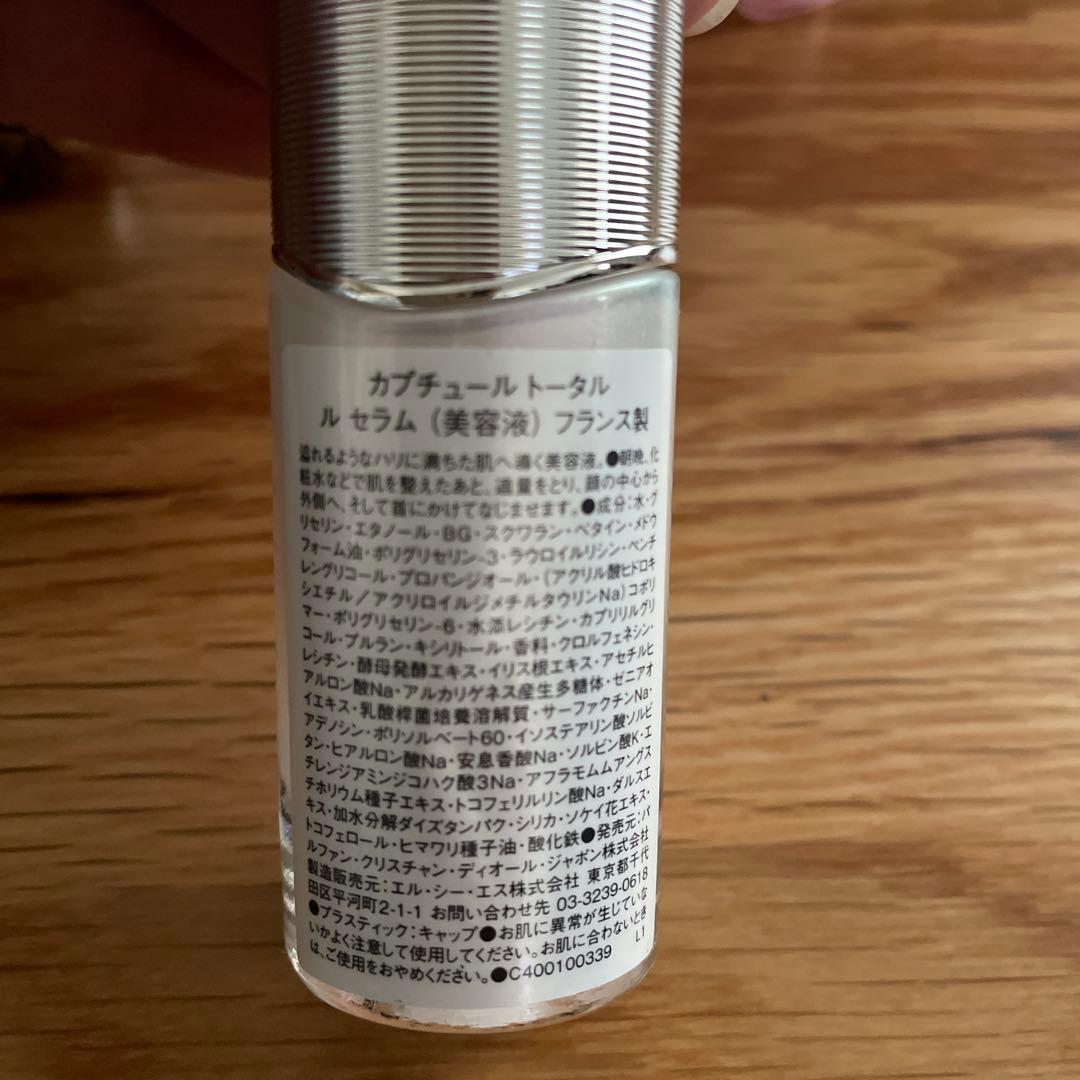 カプチュール トータル
ル セラム（美容液）フランス製
溢れるようなハリに満ちた肌へ導く美容液。●朝晩、化
粧水などで肌を整えたあと、適量をとり、顔の中心から
外側へ、そして首にかけてなじませます。●成分：水・グ
リセリン・エタノール・BG・スクワラン・ベタイン・メドウ
フォーム油・ポリグリセリン-3・ラウロイルリシン・ペンチ
レングリコール・プロパンジオール・（アクリル酸ヒドロキ
シエチル／アクリロイルジメチルタウリンNa）コポリ
マー・ポリグリセリン-6・水添レシチン・カプリリルグリ
コール・プルラン・キシリトール・香料・クロルフェネシン・
レシチン・酵母発酵エキス・イリス根エキス・アセチルヒ
アルロン酸Na・アルカリゲネス産生多糖体・ゼニアオ
イエキス・乳酸桿菌培養溶解質・サーファクチンNa・
アデノシン・ポリソルベート60・イソステアリン酸ソルビ
タン・ヒアルロン酸Na・安息香酸Na・ソルビン酸K・エ
チレンジアミンジコハク酸3Na・アフラモムムアングス
チホリウム種子エキス・トコフェリルリン酸Na・ダルスエ
キス・加水分解ダイズタンパク・シリカ・ソケイ花エキス・
トコフェロール・ヒマワリ種子油・酸化鉄●発売元：パ
ルファン・クリスチャン・ディオール・ジャポン株式会社
製造販売元：エル・シー・エス株式会社 東京都千代
田区平河町2-1-1 お問い合わせ先 03-3239-0618
●プラスティック：キャップ●お肌に異常が生じていな
いかよく注意して使用してください。お肌に合わないとき
は、ご使用をおやめください。●C400100339 L1